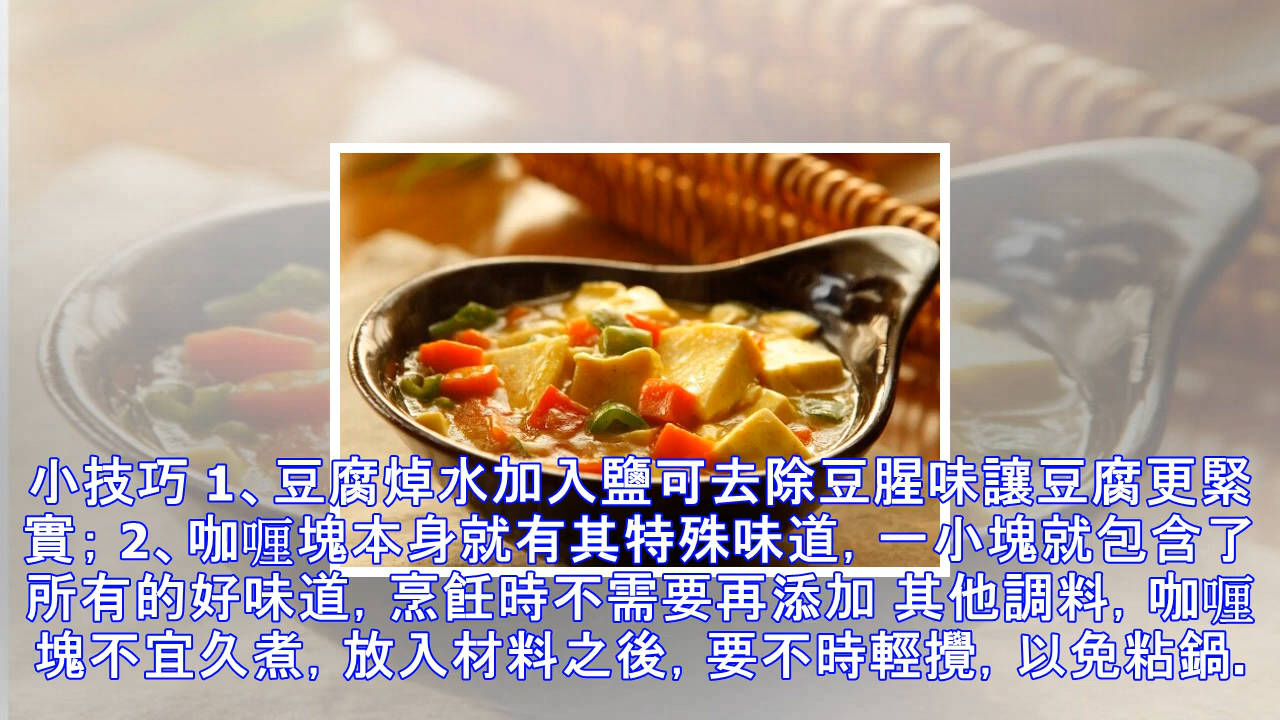 小技巧 1、豆腐焯水加入鹽可去除豆腥味讓豆腐更緊
實; 2、咖喱塊本身就有其特殊味道, 一小塊就包含了
所有的好味道, 烹飪時不需要再添加 其他調料, 咖喱
塊不宜久煮, 放入材料之後, 要不時輕攪, 以免粘鍋.